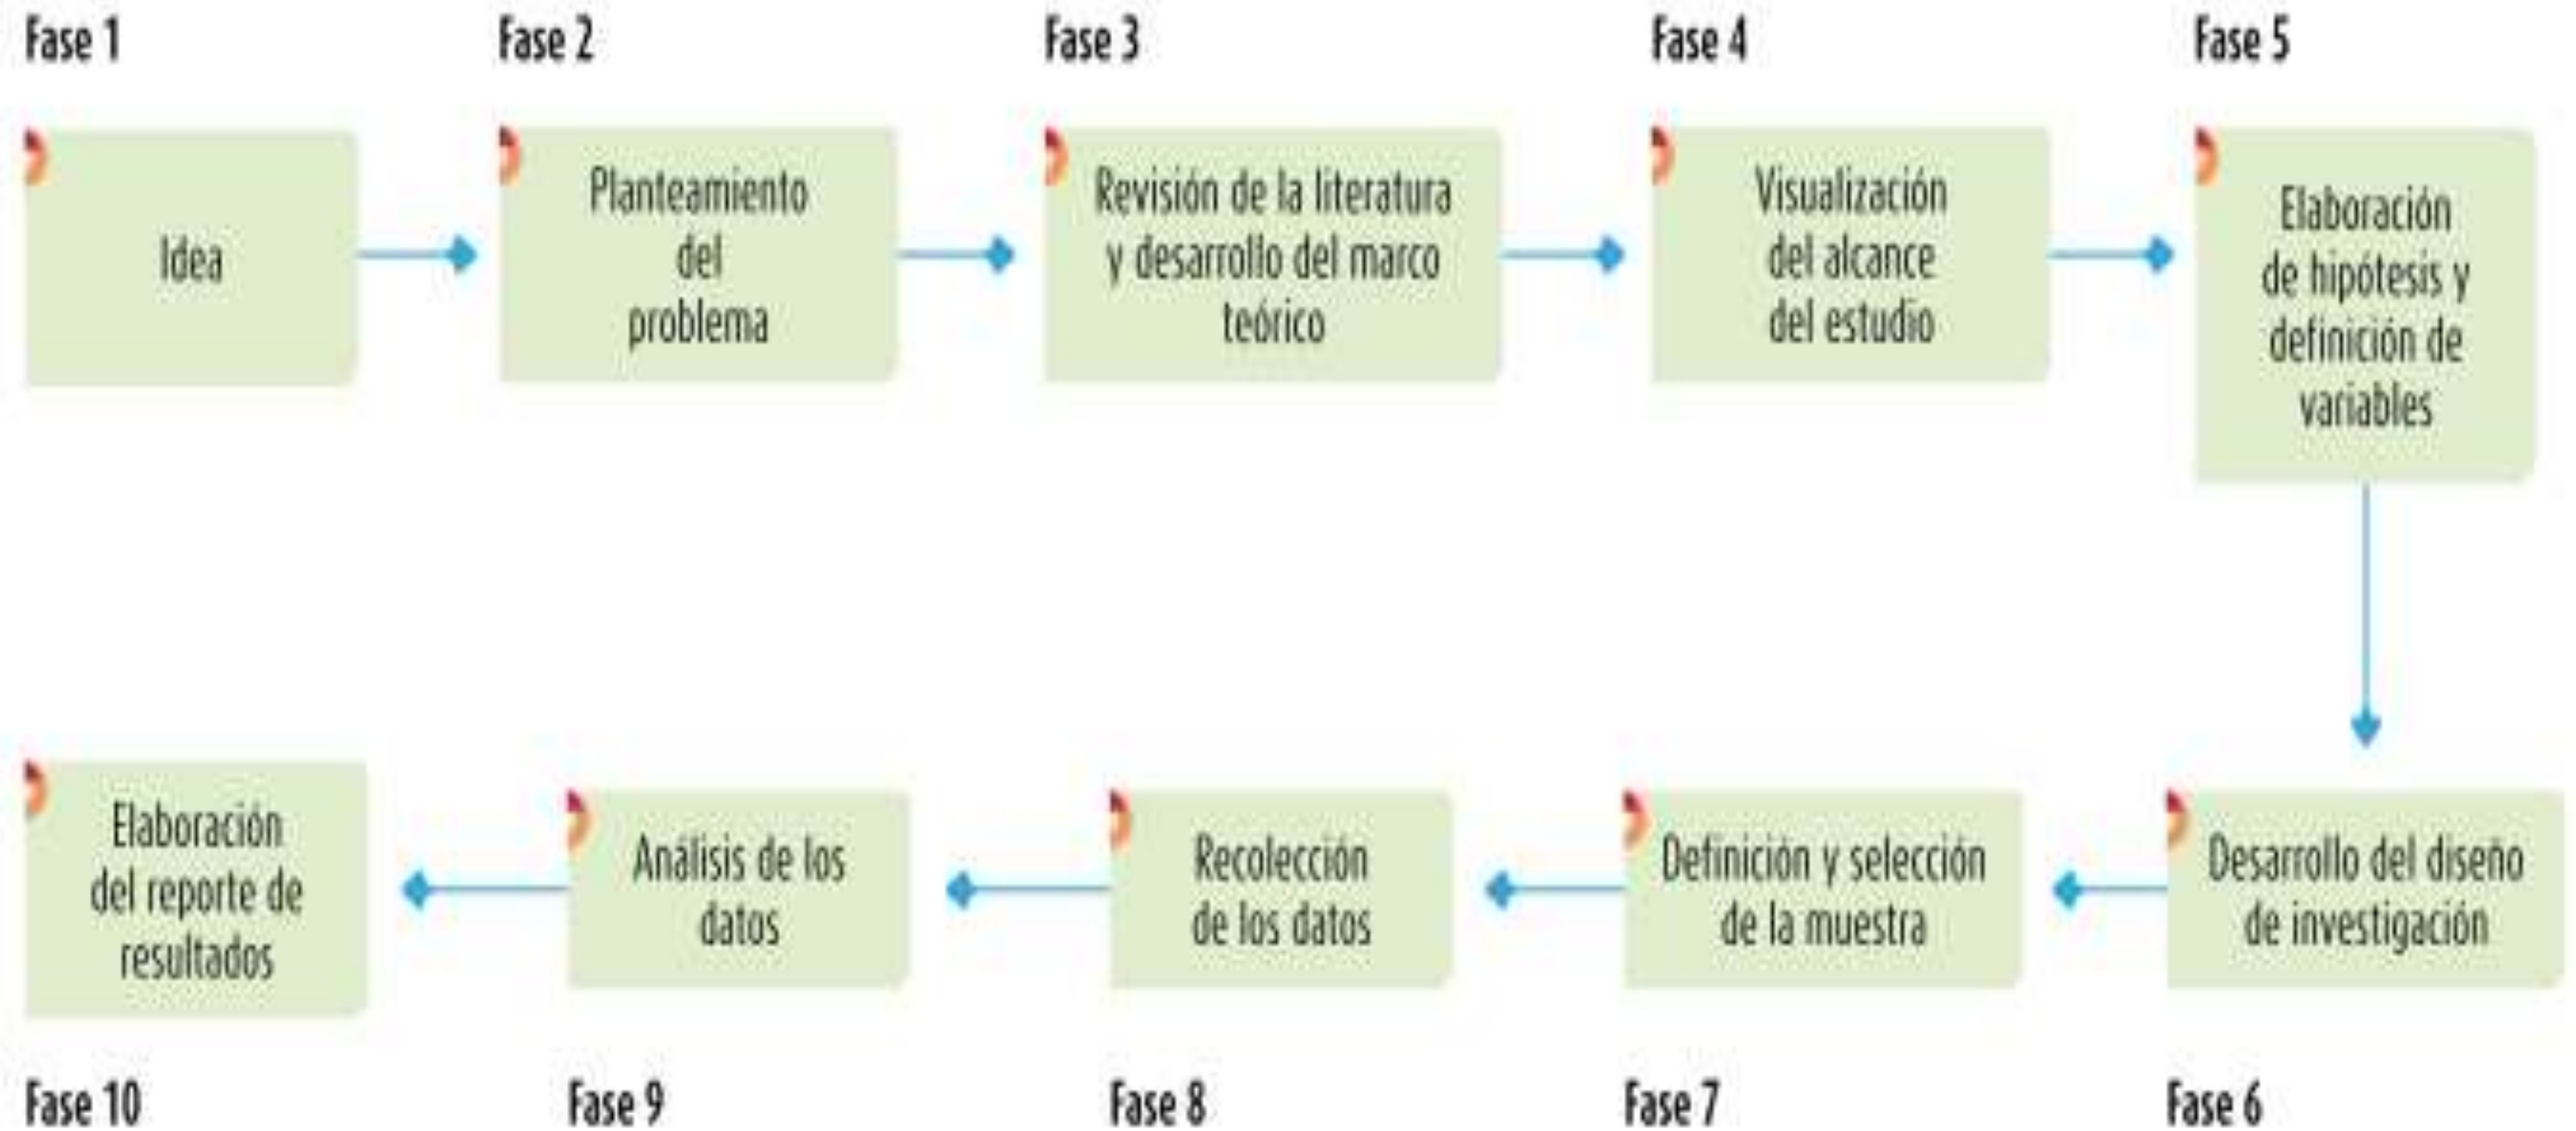 Fase 1
Idea
Fase 2
Planteamiento
del
problema
Fase 3
Revisión de la literatura
y desarrollo del marco
teórico
Fase 4
Visualización
del alcance
del estudio
Fase 5
Elaboración
de hipótesis y
definición de
variables
Desarrollo del diseño
de investigación
Fase 6
Definición y selección
de la muestra
Fase 7
Recolección
de los datos
Fase 8
Análisis de los
datos
Fase 9
Elaboración
del reporte de
resultados
Fase 10